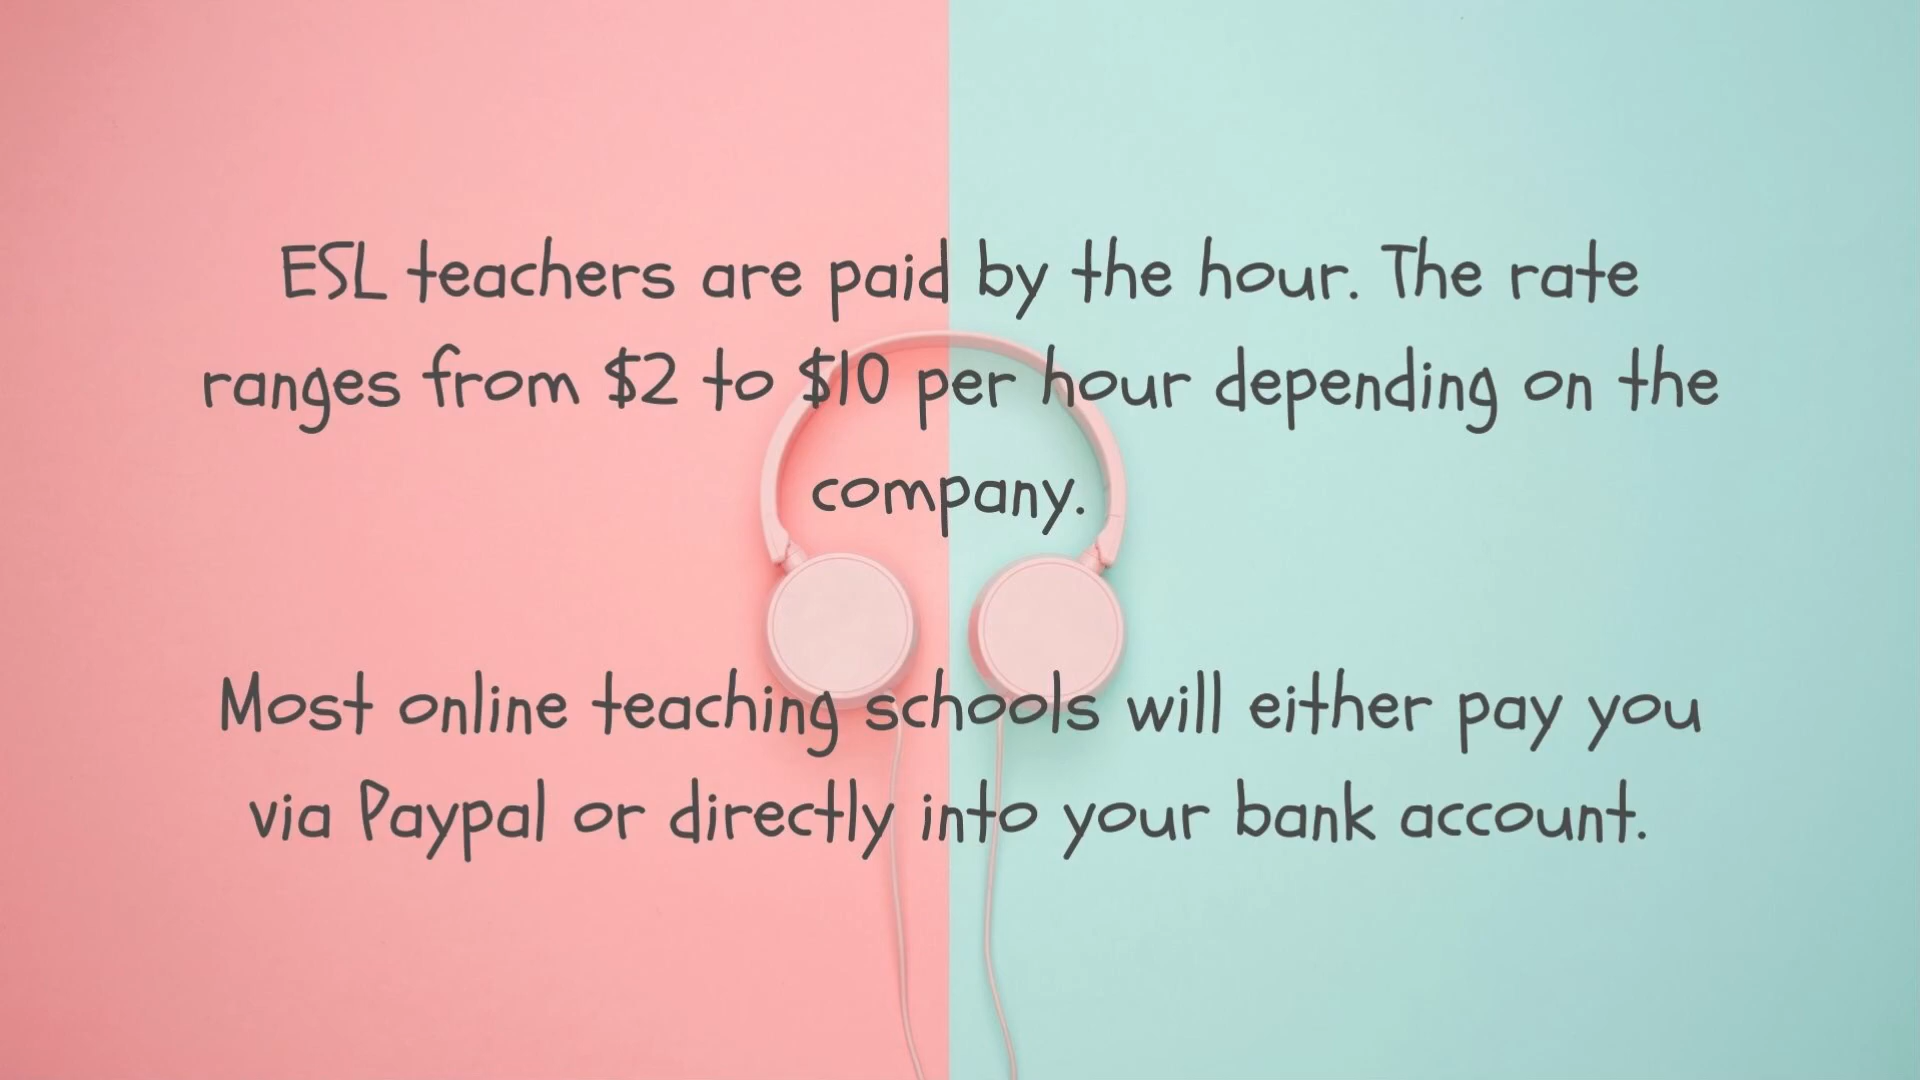 ESL teachers are paid by the hour. The rate
ranges from $2 to $10 per hour depending on the
company.
Most online teaching schools will either pay you
via Paypal or directly into your bank account.